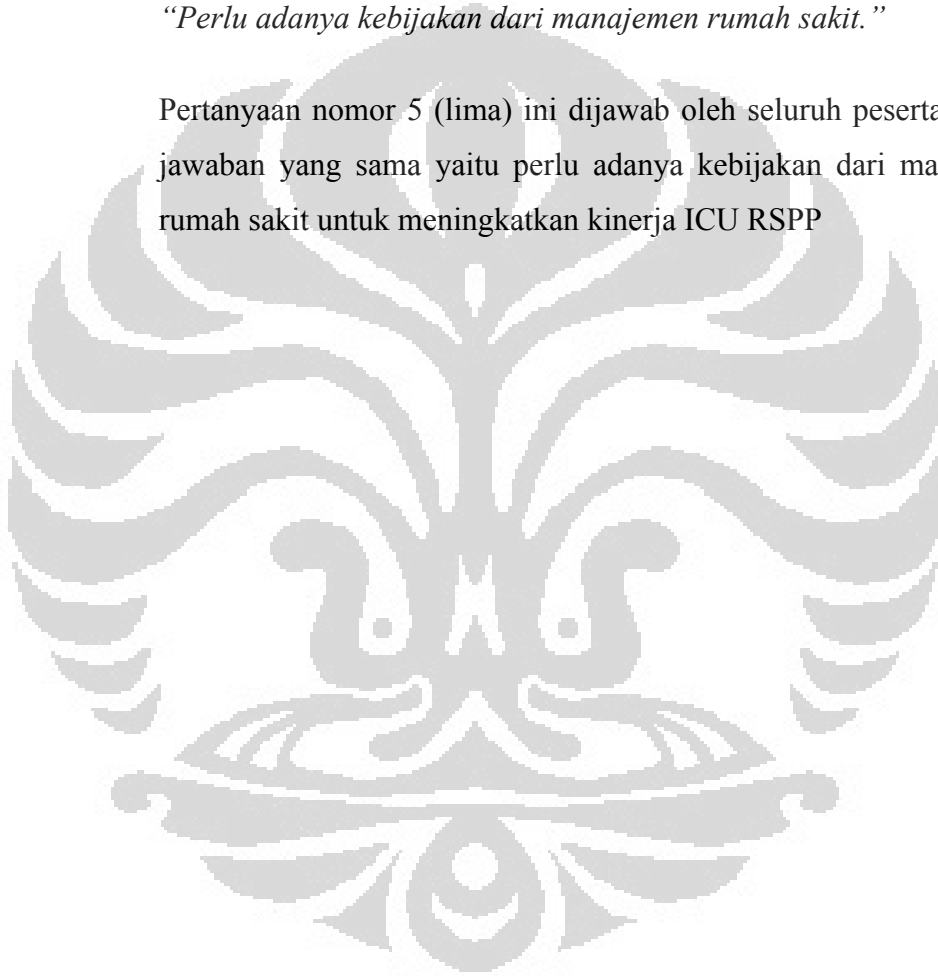 “Perlu adanya kebijakan dari manajemen rumah sakit.”
Pertanyaan nomor 5 (lima) ini dijawab oleh seluruh peserta
jawaban yang sama yaitu perlu adanya kebijakan dari ma
rumah sakit untuk meningkatkan kinerja ICU RSPP